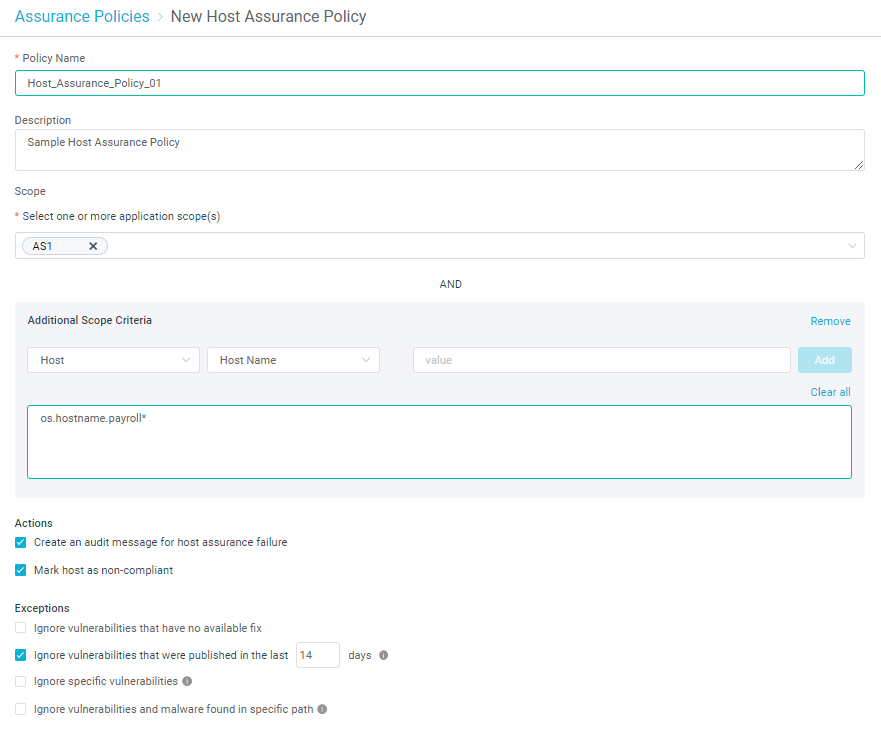 Assurance Policies > New Host Assurance Policy
* Policy Name
Host_Assurance_Policy_01
Description
Sample Host Assurance Policy
Scope
* Select one or more application scope(s)
AS1 ×
AND
Additional Scope Criteria Remove
Host Host Name value Add
Clear all
os.hostname.payroll*
Actions
Create an audit message for host assurance failure
Mark host as non-compliant
Exceptions
Ignore vulnerabilities that have no available fix
Ignore vulnerabilities that were published in the last 14 days
Ignore specific vulnerabilities
Ignore vulnerabilities and malware found in specific path